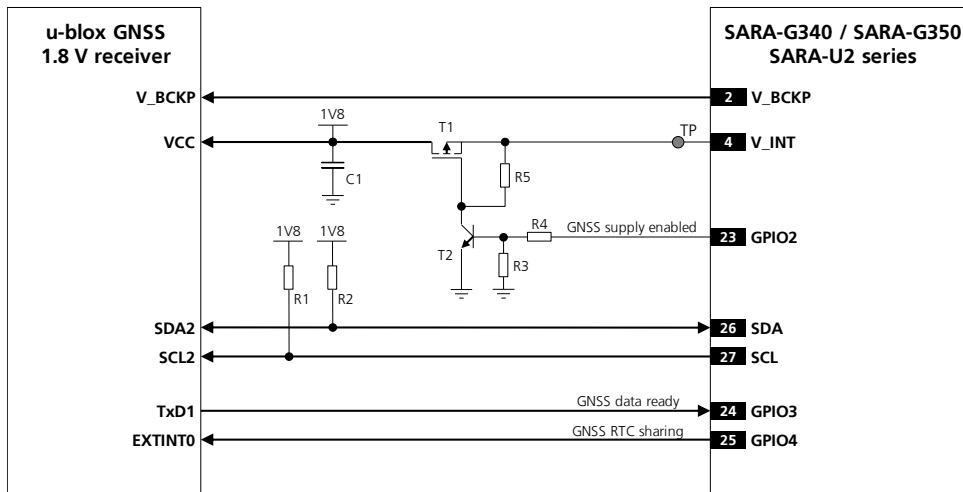 u-blox GNSS
1.8 V receiver
SARA-G340 / SARA-G350
SARA-U2 series
V_BCKP
2 V_BCKP
1V8
T1
TP
VCC
4 V_INT
C1
R5
1V8
1V8
R4
GNSS supply enabled
23 GPIO2
T2
R3
R1
R2
SDA2
26 SDA
SCL2
27 SCL
TxD1
GNSS data ready
24 GPIO3
EXTINT0
GNSS RTC sharing
25 GPIO4